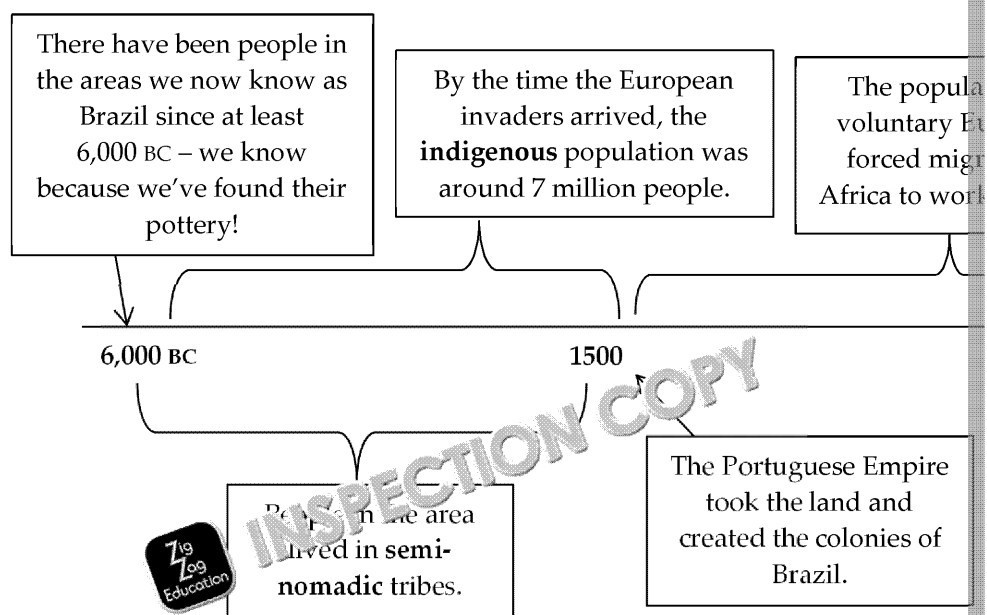 There have been people in
the areas we now know as
Brazil since at least
6,000 BC – we know
because we've found their
pottery!
By the time the European
invaders arrived, the
indigenous population was
around 7 million people.
The
voluntary
forced
Africa to
6,000 BC
1500
INSPECTION COPY
People in the area
lived in semi-
nomadic tribes.
The Portuguese Empire
took the land and
created the colonies of
Brazil.
Zig
Zag
Education